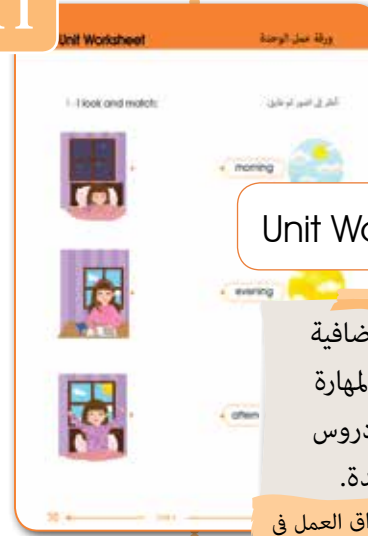 11
Unit Worksheet
ورقة عمل الوحدة
1- I look and match:
أنظر إلى الصور ثم طابق:
morning
Unit Wo
evening
ضافية
لمهارة
دروس
دة.
اق العمل في